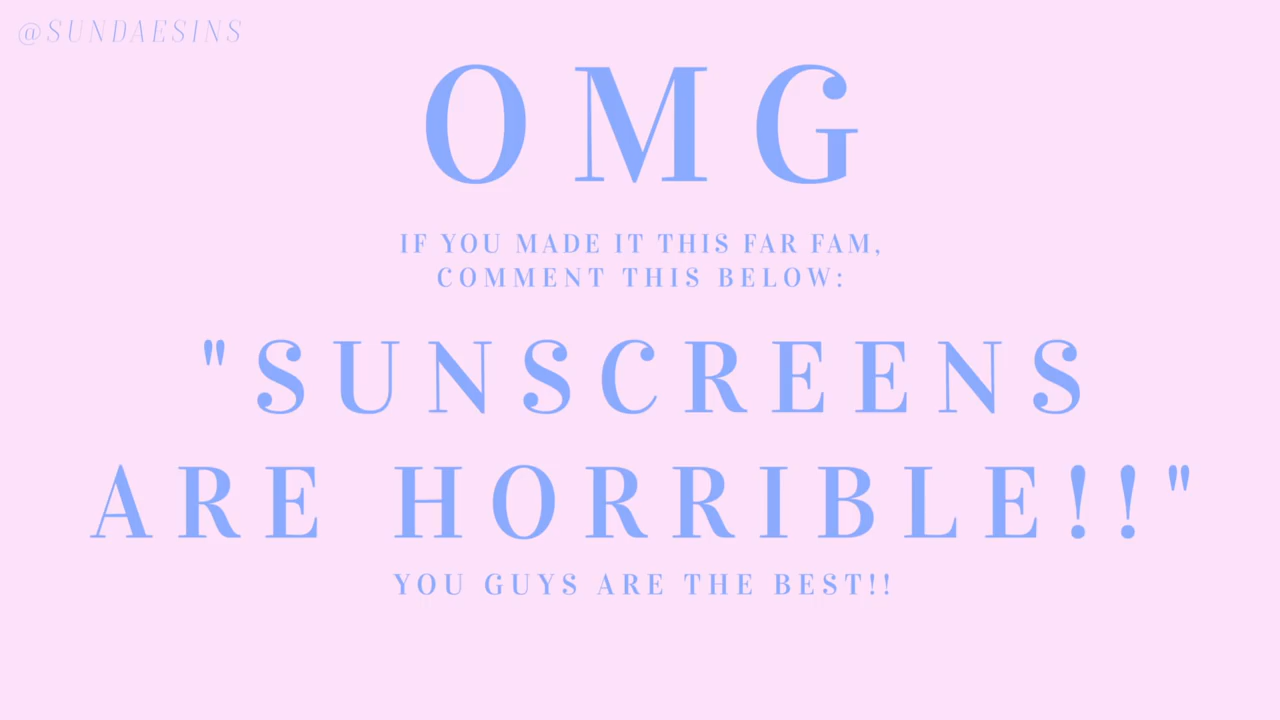 @SUNDAESINS
OMG
IF YOU MADE IT THIS FAR FAM,
COMMENT THIS BELOW:
"SUNSCREENS
ARE HORRIBLE!!"
YOU GUYS ARE THE BEST!!